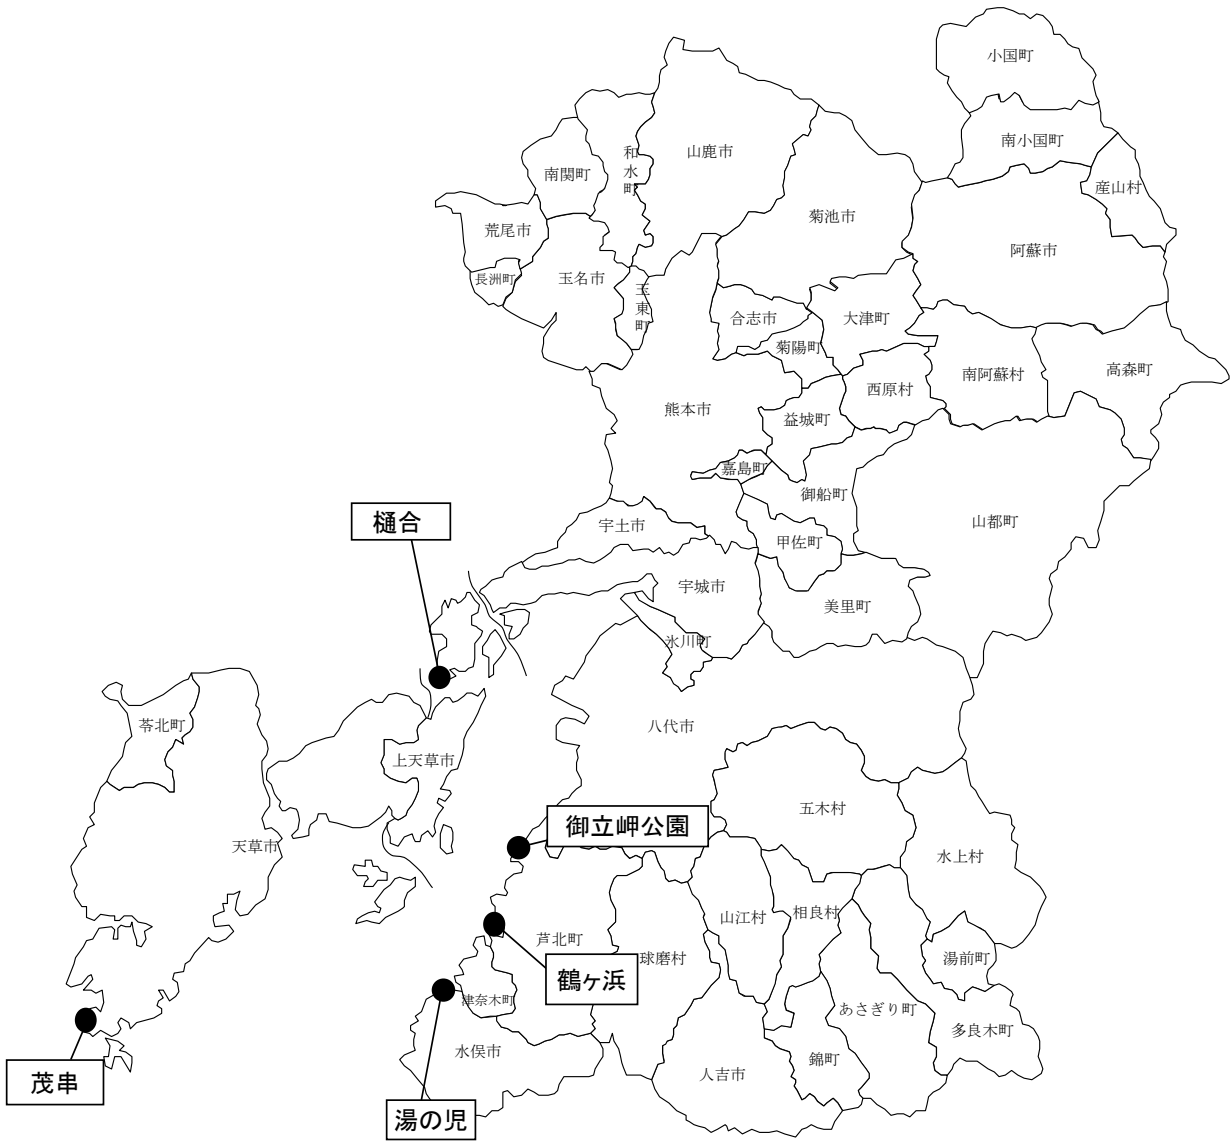 小国町
南小国町
産山村
山鹿市
和水町
南関町
菊池市
荒尾市
阿蘇市
長洲町
玉名市
玉東町
合志市
大津町
菊陽町
南阿蘇村
高森町
西原村
熊本市
益城町
嘉島町
御船町
山都町
樋合
宇土市
甲佐町
宇城市
美里町
氷川町
苓北町
八代市
上天草市
五木村
御立岬公園
天草市
水上村
山江村
相良村
芦北町
球磨村
湯前町
鶴ヶ浜
津奈木町
あさぎり町
多良木町
水俣市
錦町
人吉市
茂串
湯の児